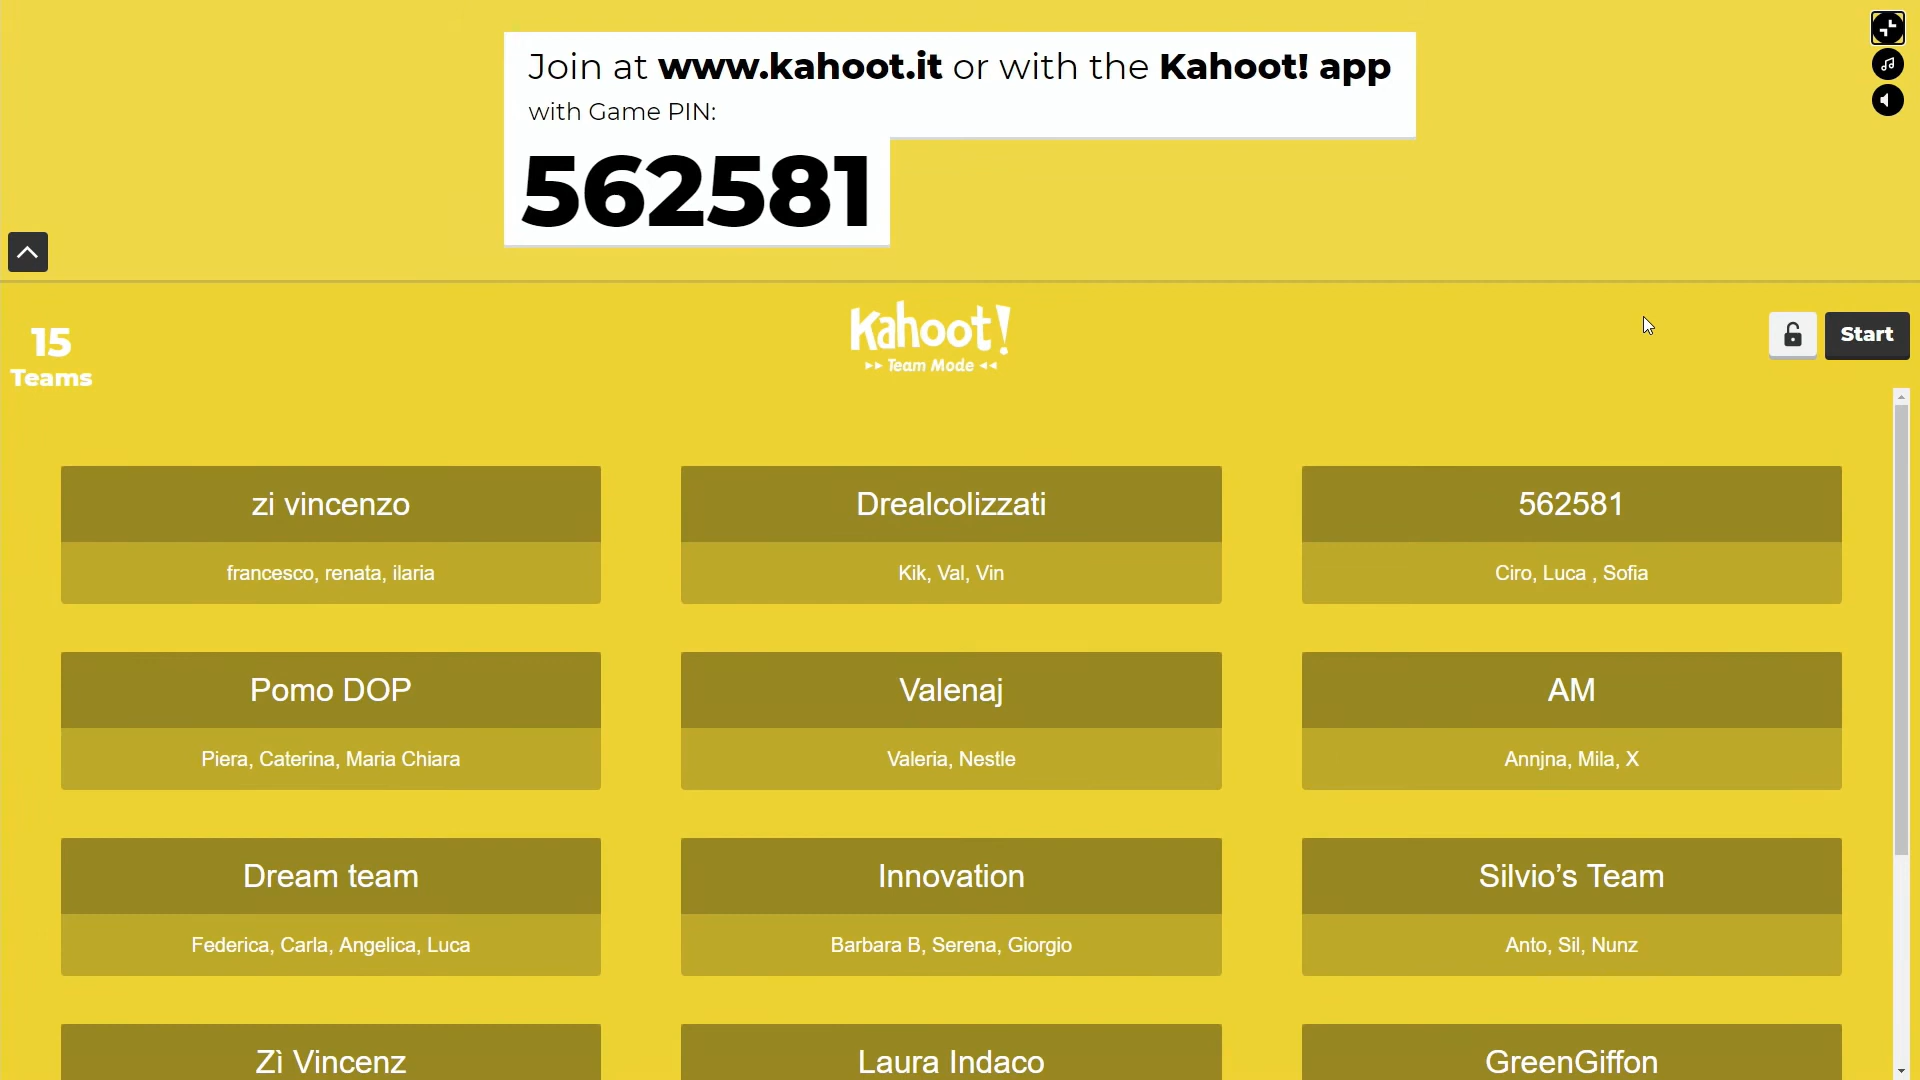 Join at www.kahoot.it or with the Kahoot! app
with Game PIN:
562581
15
Teams
Kahoot!
Team Mode
Start
zi vincenzo
Drealcolizzati
562581
francesco, renata, ilaria
Kik, Val, Vin
Ciro, Luca , Sofia
Pomo DOP
Valenaj
AM
Piera, Caterina, Maria Chiara
Valeria, Nestle
Annjna, Mila, X
Dream team
Innovation
Silvio’s Team
Federica, Carla, Angelica, Luca
Barbara B, Serena, Giorgio
Anto, Sil, Nunz
Zì Vincenz
Laura Indaco
GreenGiffon